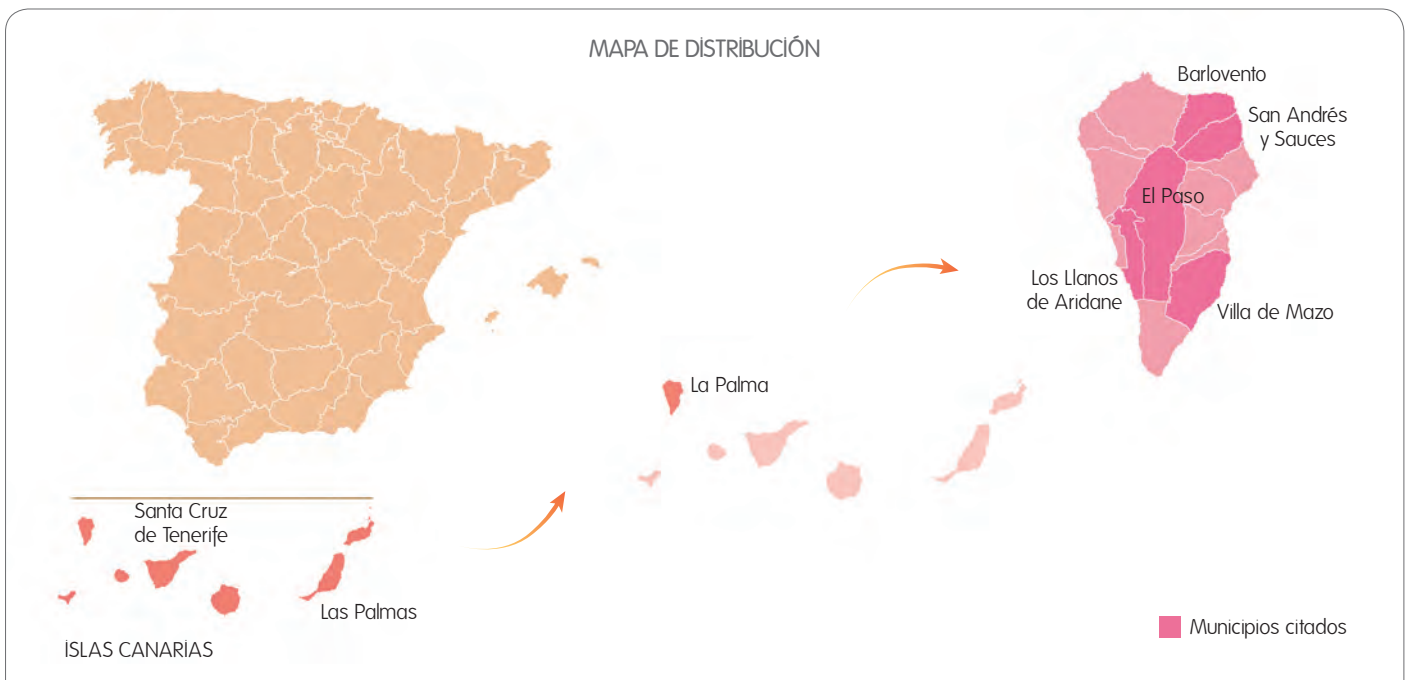 MAPA DE DISTRIBUCIÓN
Barlovento
San Andrés
y Sauces
El Paso
Los Llanos
de Aridane
Villa de Mazo
La Palma
Santa Cruz
de Tenerife
Las Palmas
ISLAS CANARIAS
Municipios citados